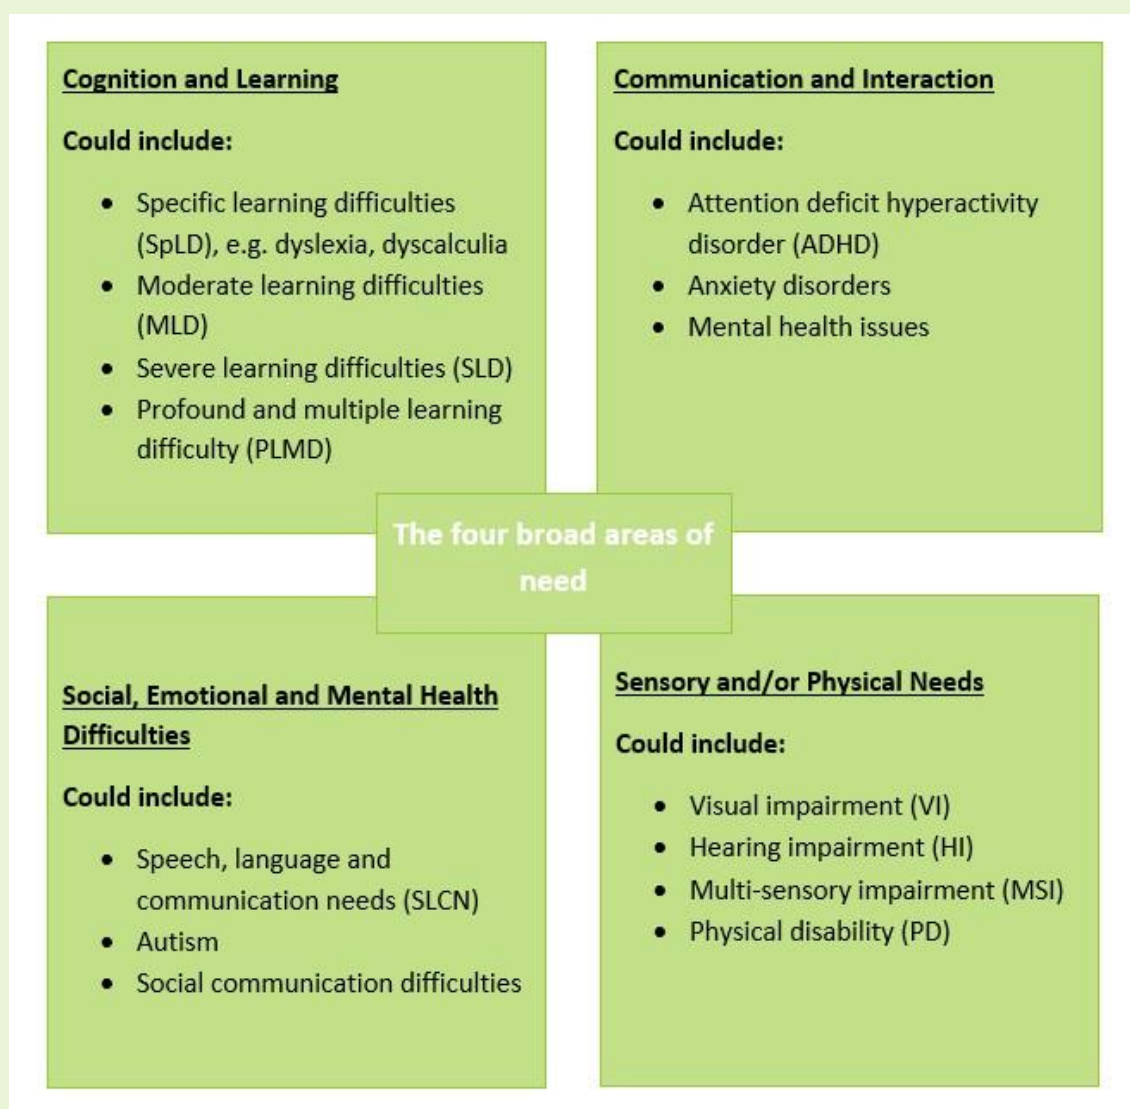 Cognition and Learning
Could include:
• Specific learning difficulties
(SpLD), e.g. dyslexia, dyscalculia
• Moderate learning difficulties
(MLD)
• Severe learning difficulties (SLD)
• Profound and multiple learning
difficulty (PLMD)
Communication and Interaction
Could include:
• Attention deficit hyperactivity
disorder (ADHD)
• Anxiety disorders
• Mental health issues
The four broad areas of
need
Social, Emotional and Mental Health
Difficulties
Could include:
• Speech, language and
communication needs (SLCN)
• Autism
• Social communication difficulties
Sensory and/or Physical Needs
Could include:
• Visual impairment (VI)
• Hearing impairment (HI)
• Multi-sensory impairment (MSI)
• Physical disability (PD)